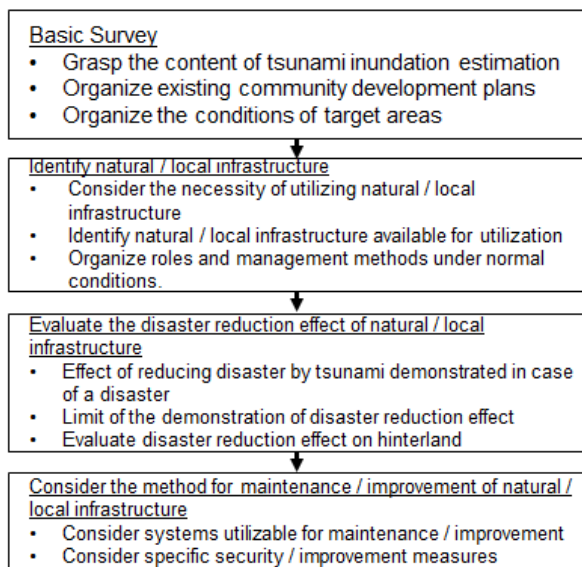 Basic Survey
• Grasp the content of tsunami inundation estimation
• Organize existing community development plans
• Organize the conditions of target areas
Identify natural / local infrastructure
• Consider the necessity of utilizing natural / local
infrastructure
• Identify natural / local infrastructure available for utilization
• Organize roles and management methods under normal
conditions.
Evaluate the disaster reduction effect of natural / local
infrastructure
• Effect of reducing disaster by tsunami demonstrated in case
of a disaster
• Limit of the demonstration of disaster reduction effect
• Evaluate disaster reduction effect on hinterland
Consider the method for maintenance / improvement of natural /
local infrastructure
• Consider systems utilizable for maintenance / improvement
• Consider specific security / improvement measures